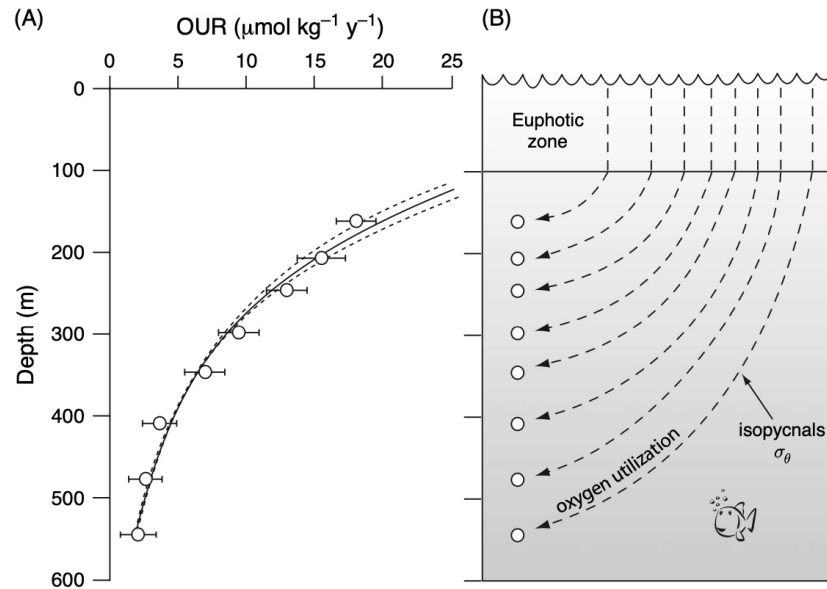 (A)
OUR (μmol kg⁻¹ y⁻¹)
0 5 10 15 20 25
Depth (m)
0
100
200
300
400
500
600
(B)
Euphotic
zone
oxygen utilization
isopycnals
σθ